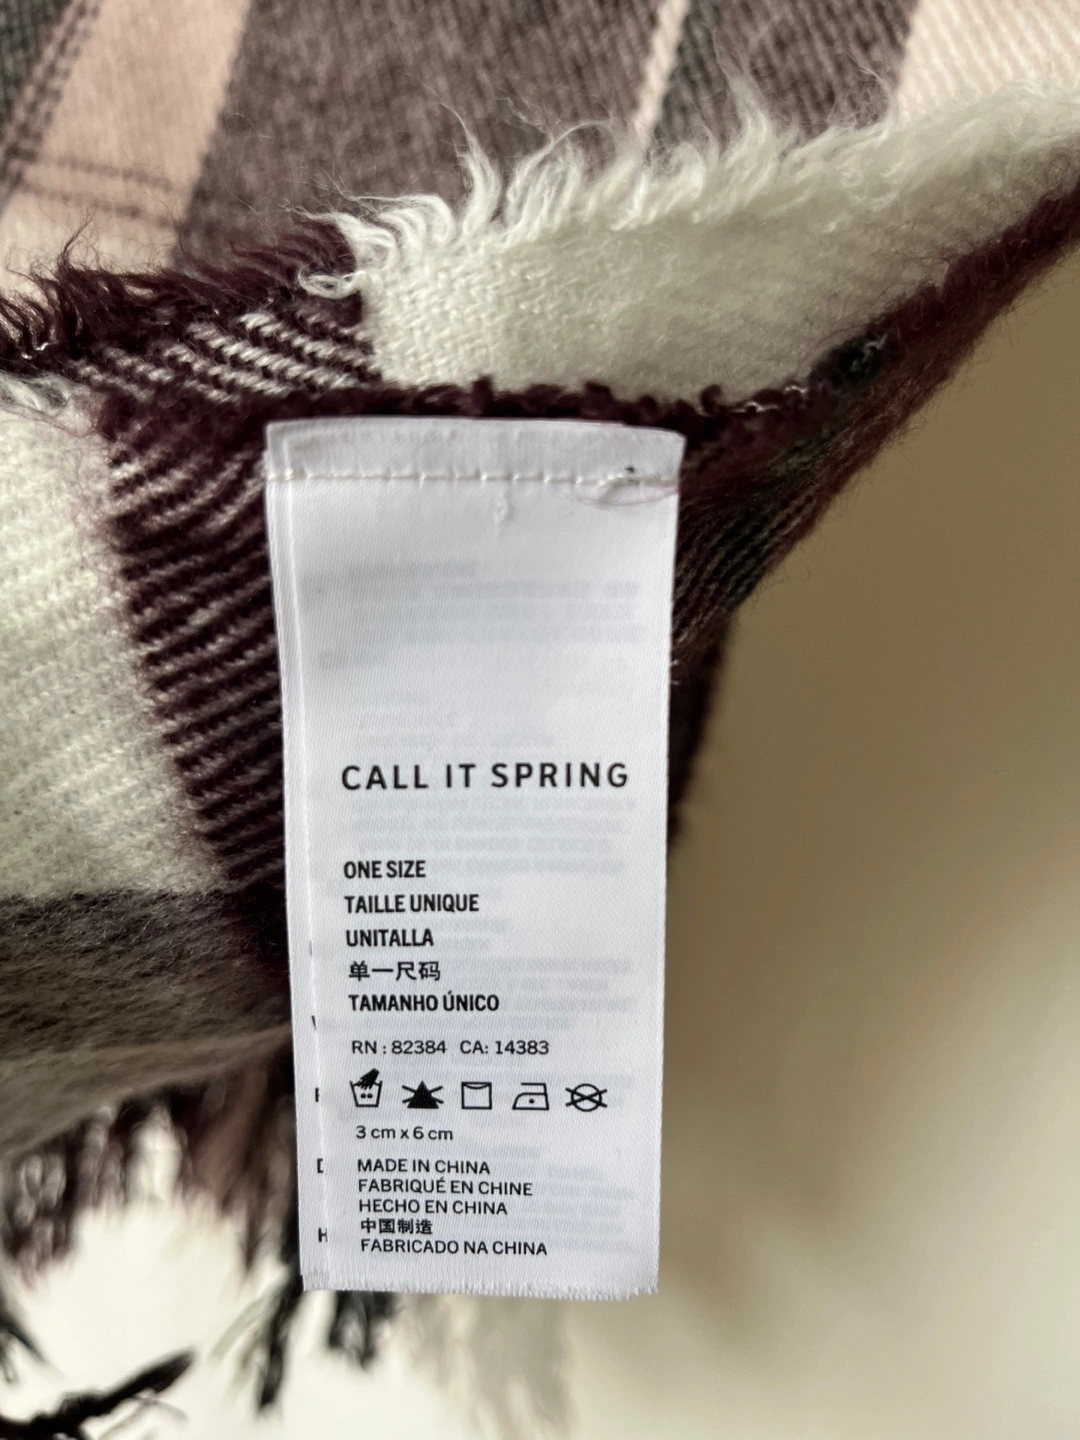 CALL IT SPRING
ONE SIZE
TAILLE UNIQUE
UNITALLA
单一尺码
TAMANHO ÚNICO
RN : 82384 CA: 14383
3 cm x 6 cm
MADE IN CHINA
FABRIQUÉ EN CHINE
HECHO EN CHINA
中国制造
FABRICADO NA CHINA